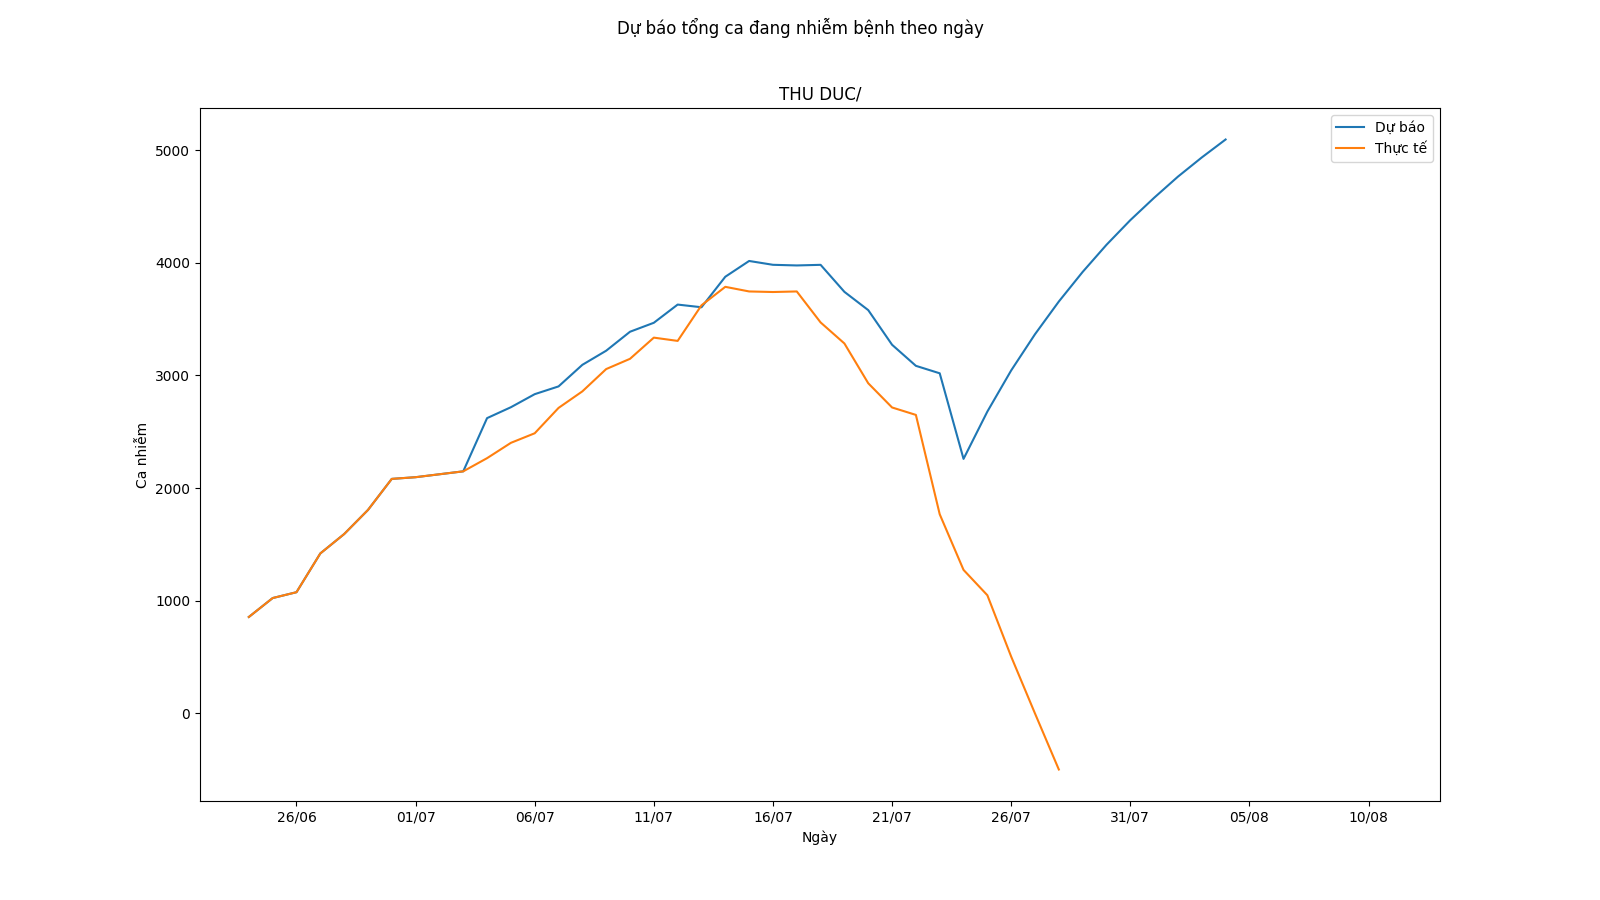 Dự báo tổng ca đang nhiễm bệnh theo ngày
THU DUC/
Dự báo
Thực tế
5000
4000
3000
2000
1000
0
Ca nhiễm
26/06
01/07
06/07
11/07
16/07
21/07
26/07
31/07
05/08
10/08
Ngày